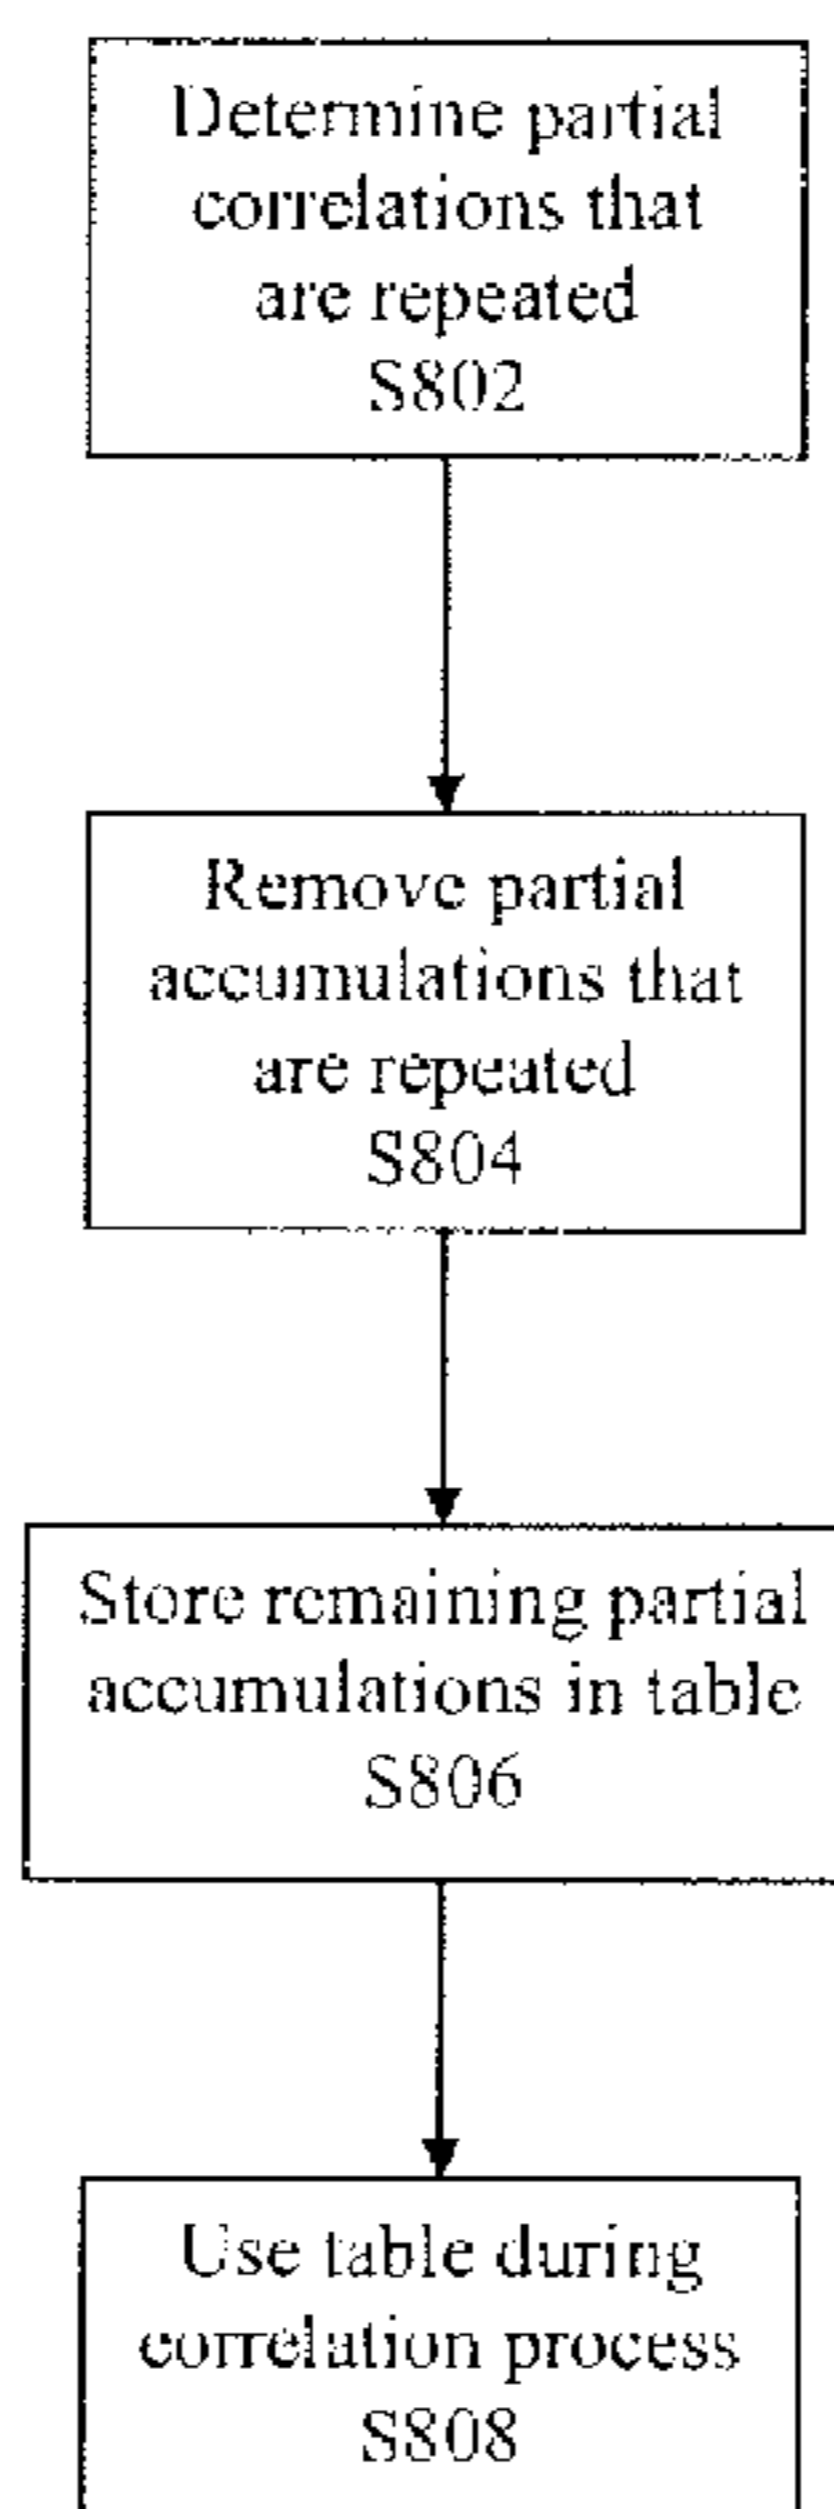 Determine partial
correlations that
are repeated
S802
Remove partial
accumulations that
are repeated
S804
Store remaining partial
accumulations in table
S806
Use table during
correlation process
S808